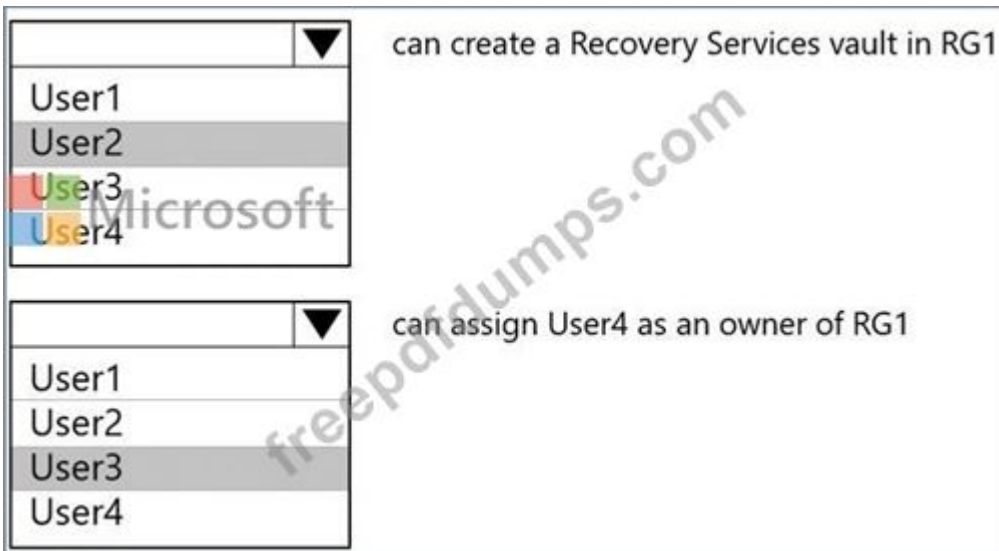 can create a Recovery Services vault in RG1
User1
User2
User3
User4
Microsoft
can assign User4 as an owner of RG1
User1
User2
User3
User4
freepdfdumps.com